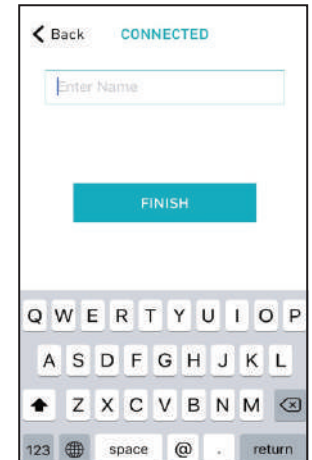 Back CONNECTED
Enter Name
FINISH
Q W E R T Y U I O P
A S D F G H J K L
Z X C V B N M
123 space @ . return